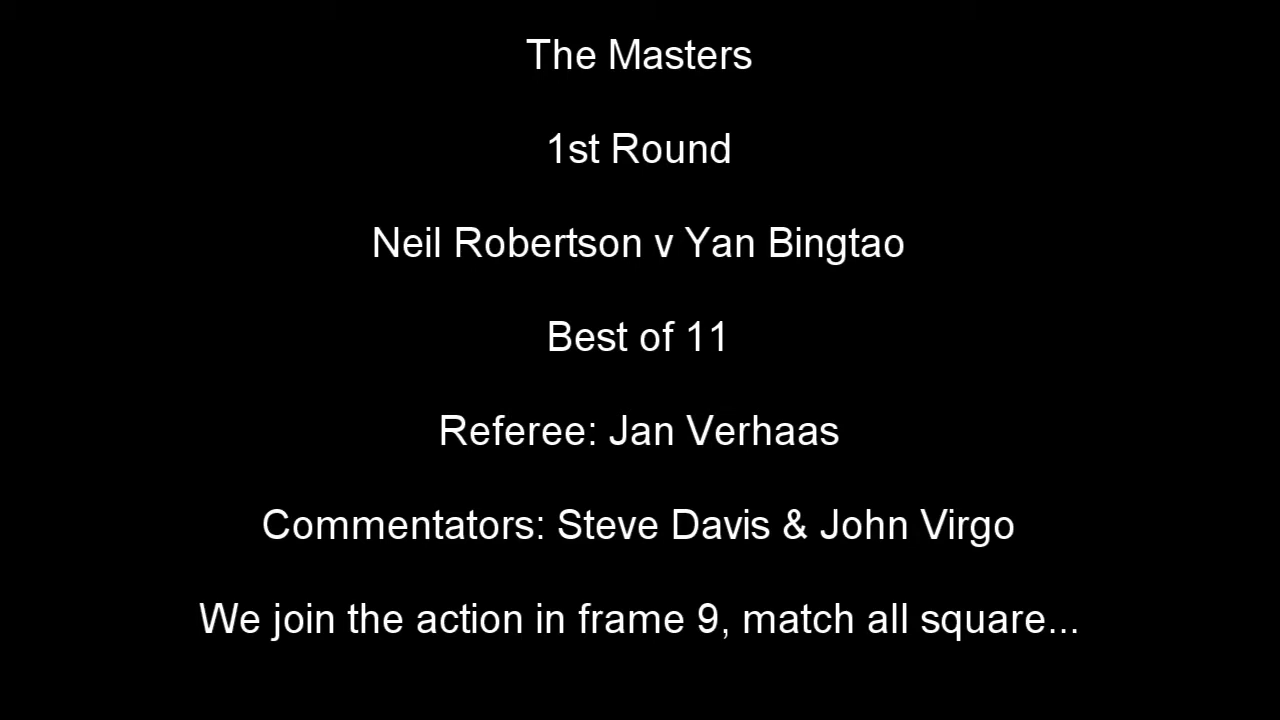 The Masters
1st Round
Neil Robertson v Yan Bingtao
Best of 11
Referee: Jan Verhaas
Commentators: Steve Davis & John Virgo
We join the action in frame 9, match all square...